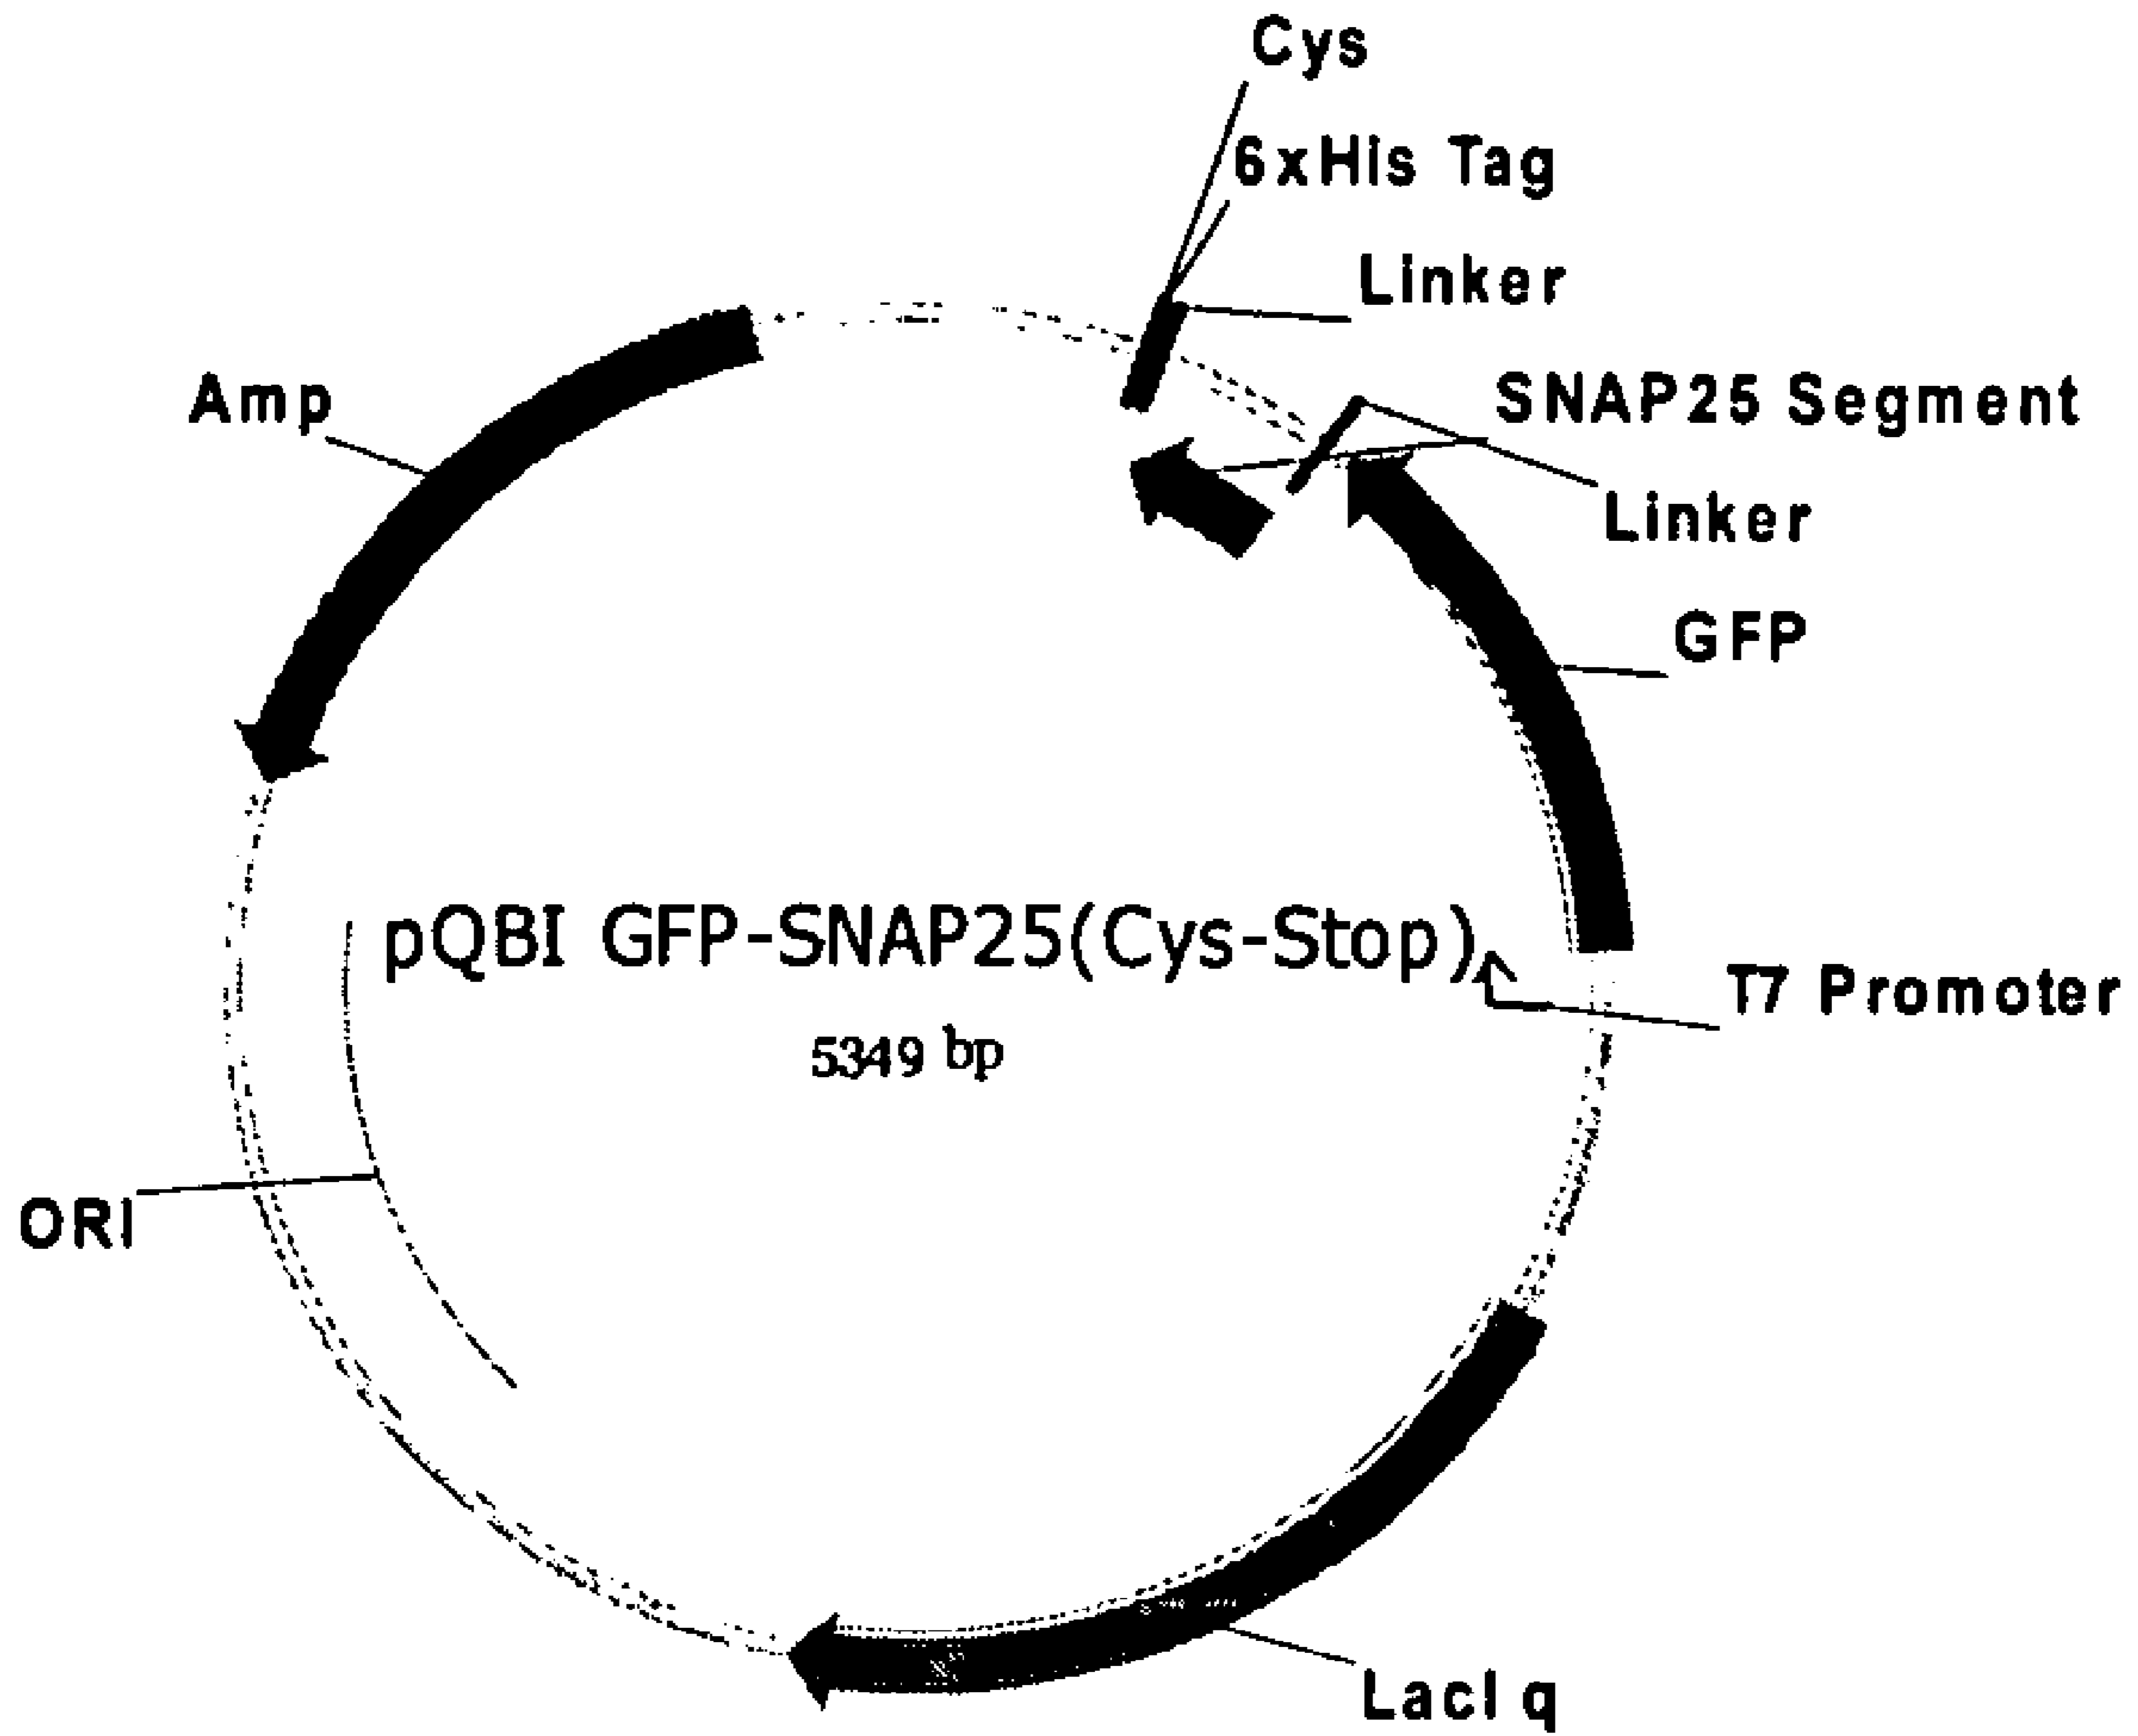 Cys
6xHis Tag
Linker
SNAP25 Segment
Amp
Linker
GFP
pQBI GFP-SNAP25(Cys-Stop)
T7 Promoter
5349 bp
ORI
LacI q